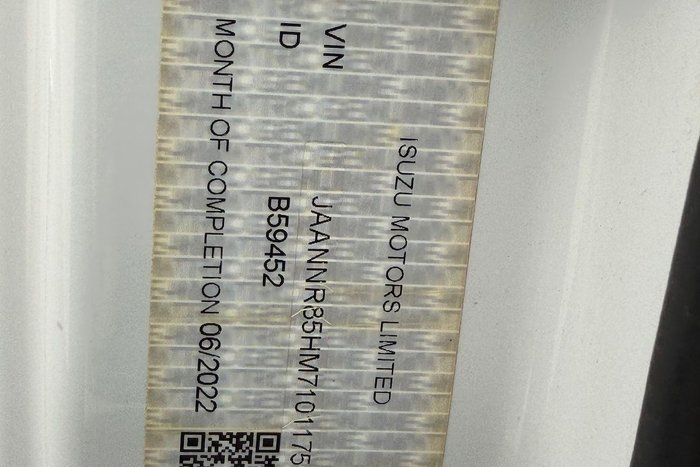 ISUZU MOTORS LIMITED
VIN JAANNR85HM7101175
ID B59452
MONTH OF COMPLETION 06/2022